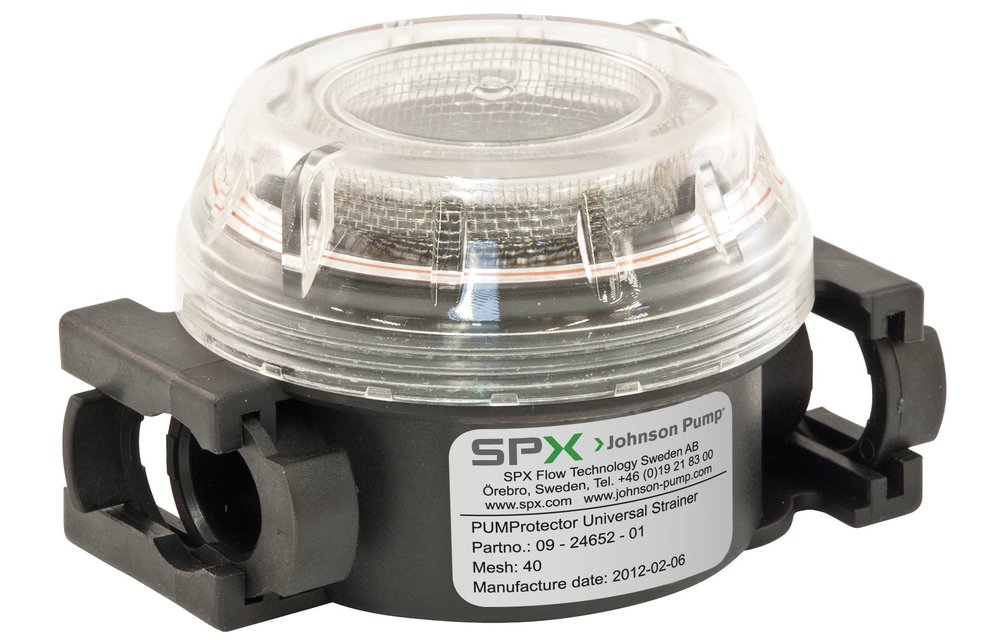 SPX Johnson Pump®
SPX Flow Technology Sweden AB
Örebro, Sweden, Tel. +46 (0)19 21 83 00
www.spx.com www.johnson-pump.com
PUMProtector Universal Strainer
Partno.: 09 - 24652 - 01
Mesh: 40
Manufacture date: 2012-02-06